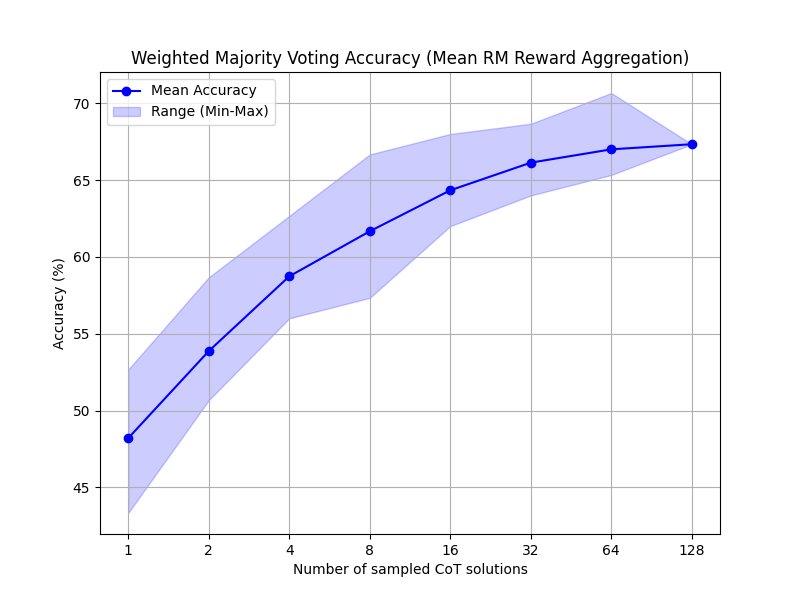 Weighted Majority Voting Accuracy (Mean RM Reward Aggregation)
Mean Accuracy
Range (Min-Max)
Accuracy (%)
70
65
60
55
50
45
1 2 4 8 16 32 64 128
Number of sampled CoT solutions